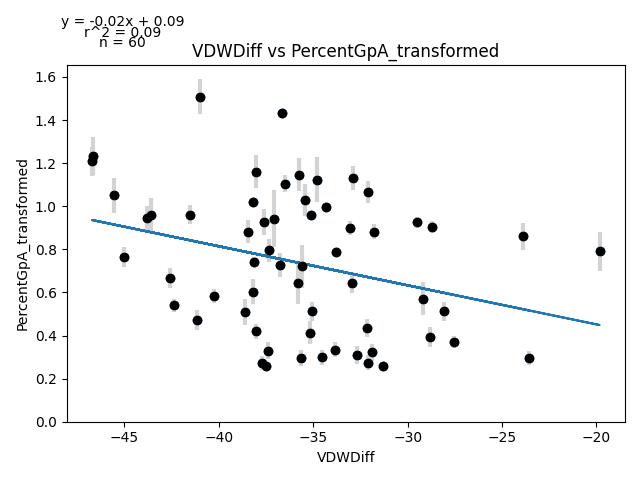 y = -0.02x + 0.09
r^2 = 0.09
n = 60
VDWDiff vs PercentGpA_transformed
1.6
1.4
1.2
1.0
0.8
0.6
0.4
0.2
0.0
PercentGpA_transformed
−45
−40
−35
−30
−25
−20
VDWDiff